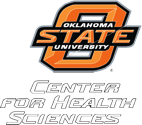 OKLAHOMA
STATE
UNIVERSITY
CENTER
FOR HEALTH
SCIENCES